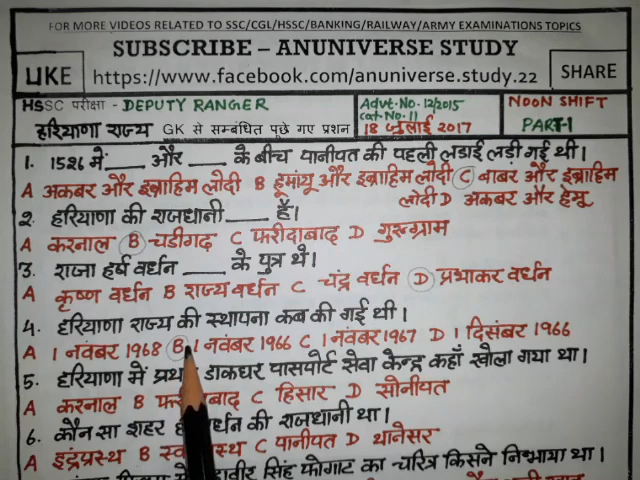 FOR MORE VIDEOS RELATED TO SSC/CGL/HSSC/BANKING/RAILWAY/ARMY EXAMINATIONS TOPICS
SUBSCRIBE – ANUNIVERSE STUDY
LIKE https://www.facebook.com/anuniverse.study.22 SHARE
HSSC परीक्षा - DEPUTY RANGER Advt.No.12/2015 NOON SHIFT
Cat.No.11
हरियाणा राज्य GK से सम्बंधित पूछे गए प्रश्न 18 जुलाई 2017 PART-1
1. 1526 में ___ और ___ के बीच पानीपत की पहली लडाई लड़ी गई थी।
A अकबर और इब्राहिम लोदी B हूमांयू और इब्राहिम लोदी C बाबर और इब्राहिम
लोदी D अकबर और हेमू
2. हरियाणा की राजधानी ___ है।
A करनाल B चडीगढ़ C फरीदाबाद D गुरुग्राम
3. राजा हर्ष वर्धन ___ के पुत्र थे।
A कृष्ण वर्धन B राज्य वर्धन C चंद्र वर्धन D प्रभाकर वर्धन
4. हरियाणा राज्य की स्थापना कब की गई थी।
A 1 नवंबर 1968 B 1 नवंबर 1966 C 1 नवंबर 1967 D 1 दिसंबर 1966
5. हरियाणा में डाकघर पासपोर्ट सेवा केन्द्र कहाँ खोला गया था।
A करनाल B C हिसार D सोनीपत
6. कौन सा शहर वर्धन की राजधानी था।
A इंद्रप्रस्थ B C पानीपत D थानेसर
सिंह फोगाट का चरित्र किसने निभाया था।